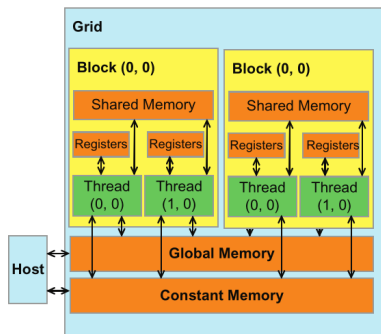 Grid
Block (0, 0)
Shared Memory
Registers
Registers
Thread
(0, 0)
Thread
(1, 0)
Block (0, 0)
Shared Memory
Registers
Registers
Thread
(0, 0)
Thread
(1, 0)
Host
Global Memory
Constant Memory